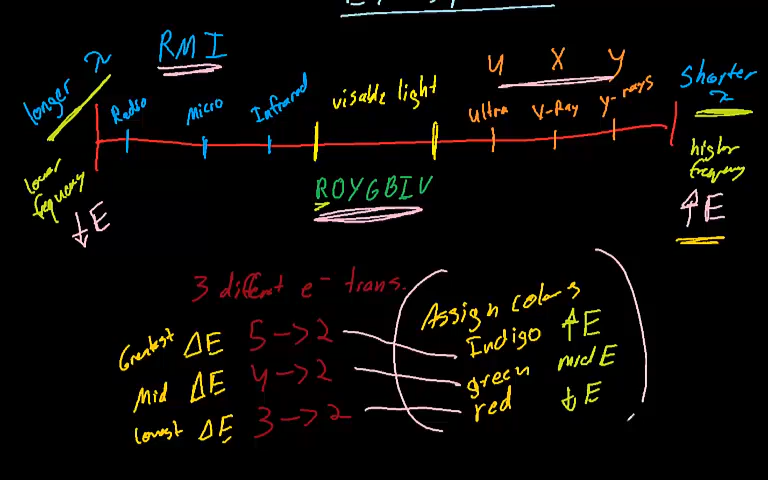 RMI
U X γ
longer λ
Radio Micro Infrared visable light Ultra V-Ray γ-rays
Shorter λ
lower frequency
ROYGBIV
higher frequency
↓E
↑E
3 different e- trans.
Assign colors
Greatest ΔE 5->2 Indigo ↑E
Mid ΔE 4->2 green mid E
lowest ΔE 3->2 red ↓E